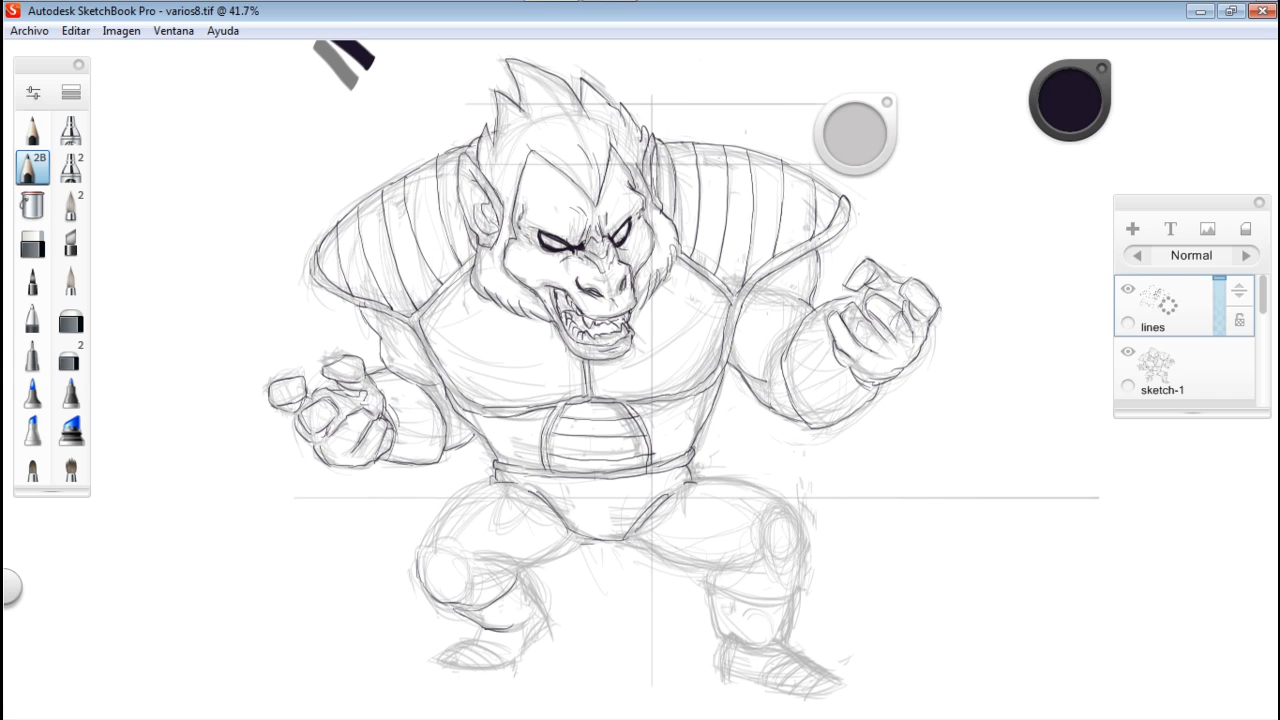 Autodesk SketchBook Pro - varios8.tif @ 41.7%
Archivo Editar Imagen Ventana Ayuda
2B 2
2
2
T
Normal
lines
sketch-1